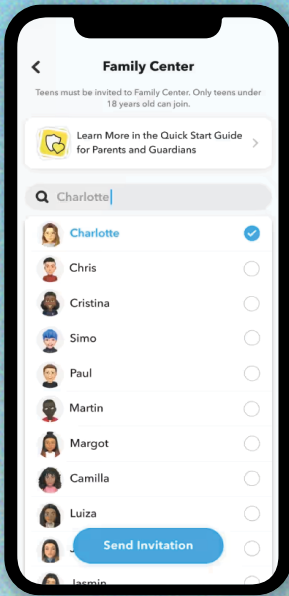 Family Center
Teens must be invited to Family Center. Only teens under
18 years old can join.
Learn More in the Quick Start Guide
for Parents and Guardians
Charlotte
Charlotte
Chris
Cristina
Simo
Paul
Martin
Margot
Camilla
Luiza
Send Invitation
Jasmin